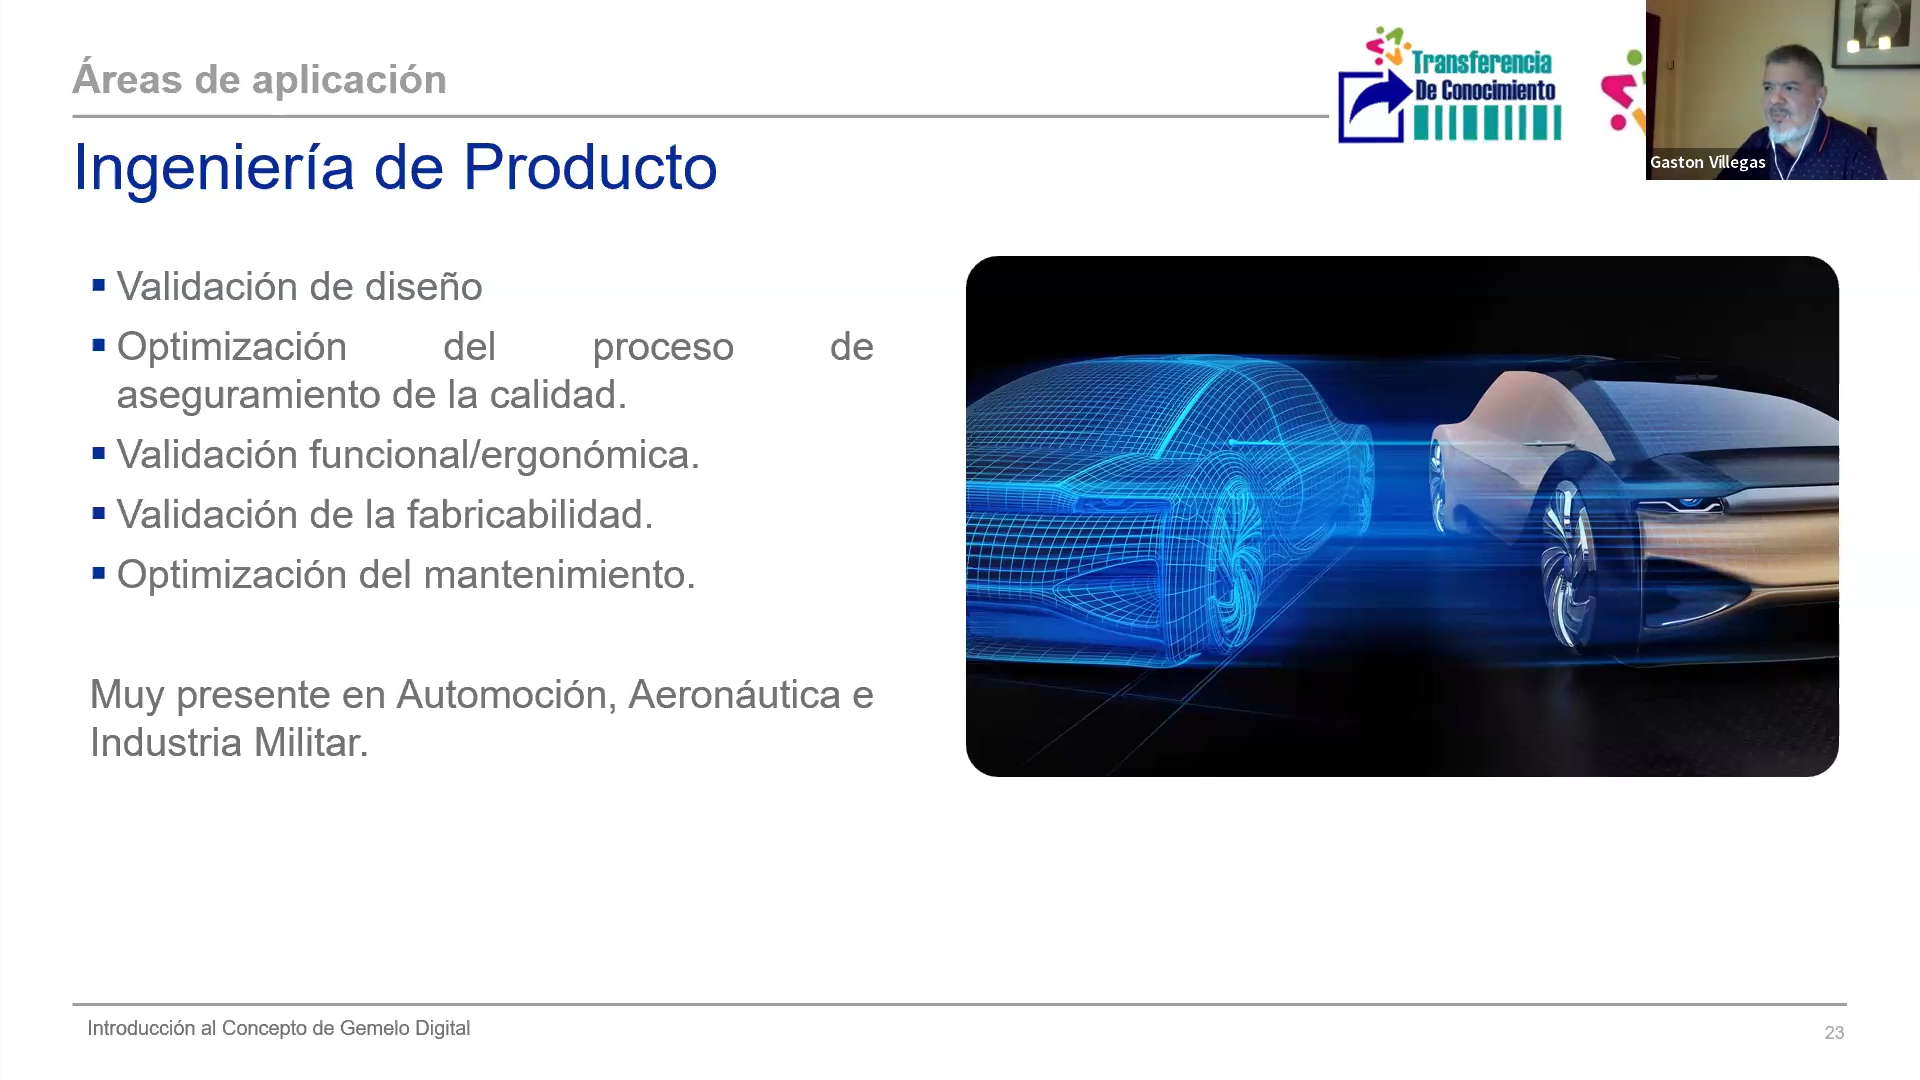 Áreas de aplicación
Transferencia
De Conocimiento
Gaston Villegas
Ingeniería de Producto
▪ Validación de diseño
▪ Optimización del proceso de
aseguramiento de la calidad.
▪ Validación funcional/ergonómica.
▪ Validación de la fabricabilidad.
▪ Optimización del mantenimiento.
Muy presente en Automoción, Aeronáutica e
Industria Militar.
Introducción al Concepto de Gemelo Digital
23